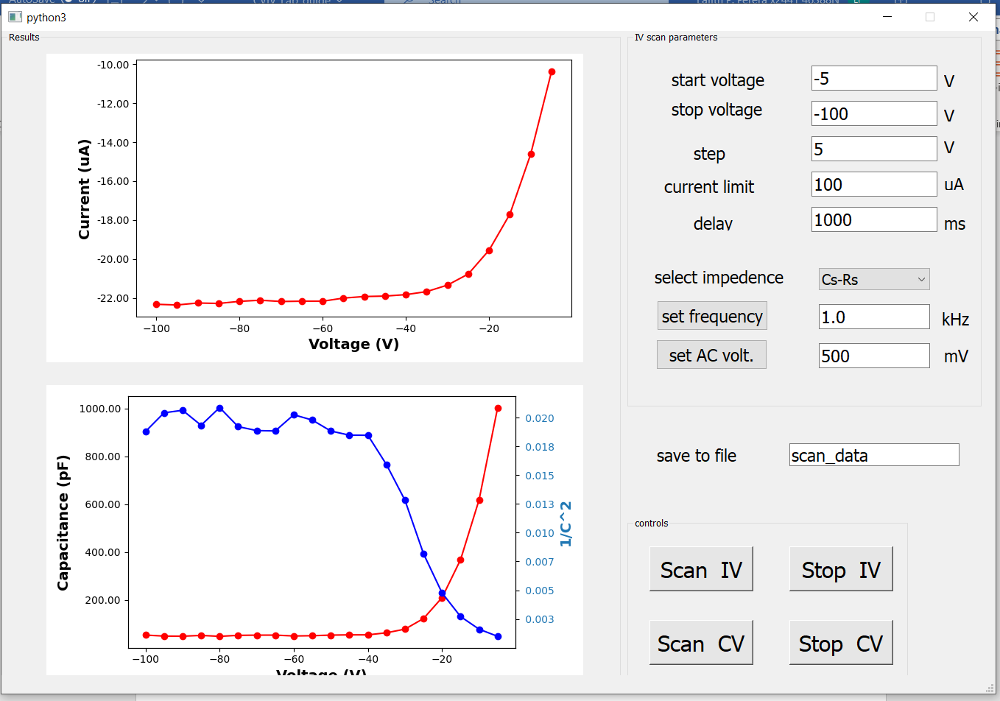 python3
Results
-10.00
-12.00
-14.00
-16.00
-18.00
-20.00
-22.00
Current (uA)
−100
−80
−60
−40
−20
Voltage (V)
1000.00
800.00
600.00
400.00
200.00
Capacitance (pF)
0.020
0.018
0.015
0.013
0.010
0.007
0.005
0.003
1/C^2
−100
−80
−60
−40
−20
Voltage (V)
IV scan parameters
start voltage -5 V
stop voltage -100 V
step 5 V
current limit 100 uA
delay 1000 ms
select impedence Cs-Rs
set frequency 1.0 kHz
set AC volt. 500 mV
save to file scan_data
controls
Scan IV Stop IV
Scan CV Stop CV